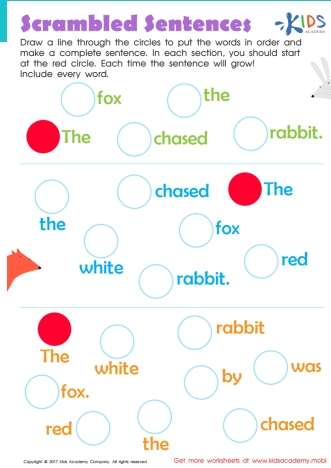 Scrambled Sentences
KIDS
ACADEMY
Draw a line through the circles to put the words in order and
make a complete sentence. In each section, you should start
at the red circle. Each time the sentence will grow!
Include every word.
fox
the
The
chased
rabbit.
the
chased
The
fox
white
rabbit.
red
The
white
rabbit
was
by
fox.
red
the
chased
Copyright © 2017 Kids Academy Company. All rights reserved
Get more worksheets at www.kidsacademy.mobi